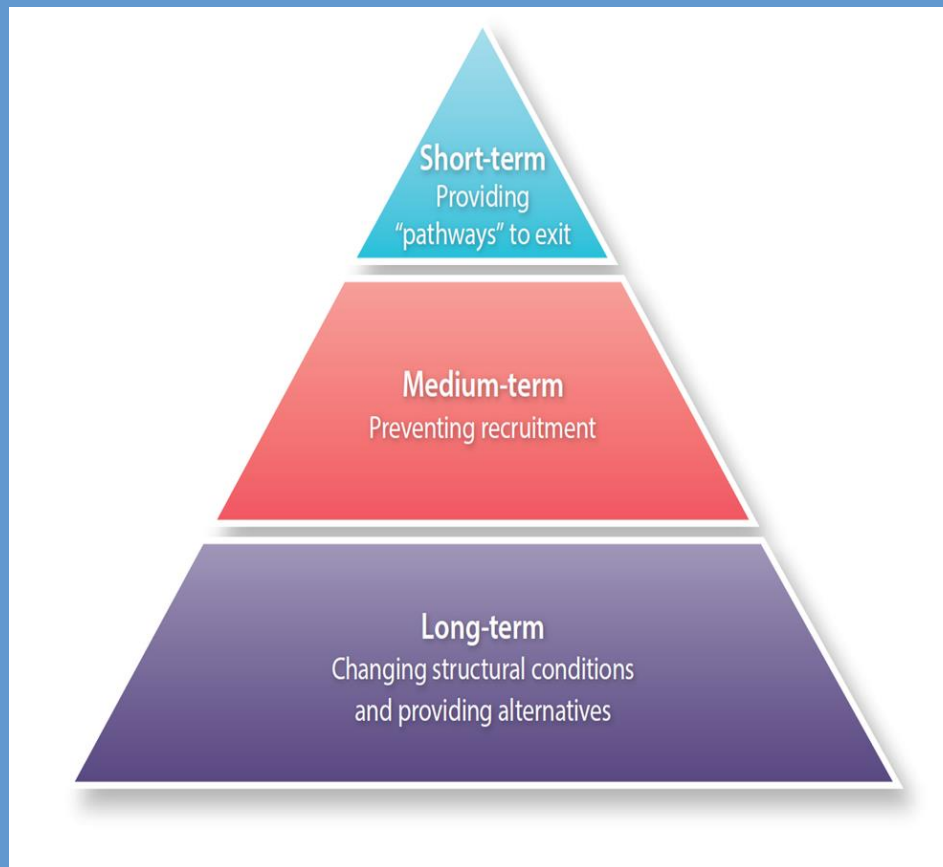 Short-term
Providing
“pathways” to exit
Medium-term
Preventing recruitment
Long-term
Changing structural conditions
and providing alternatives